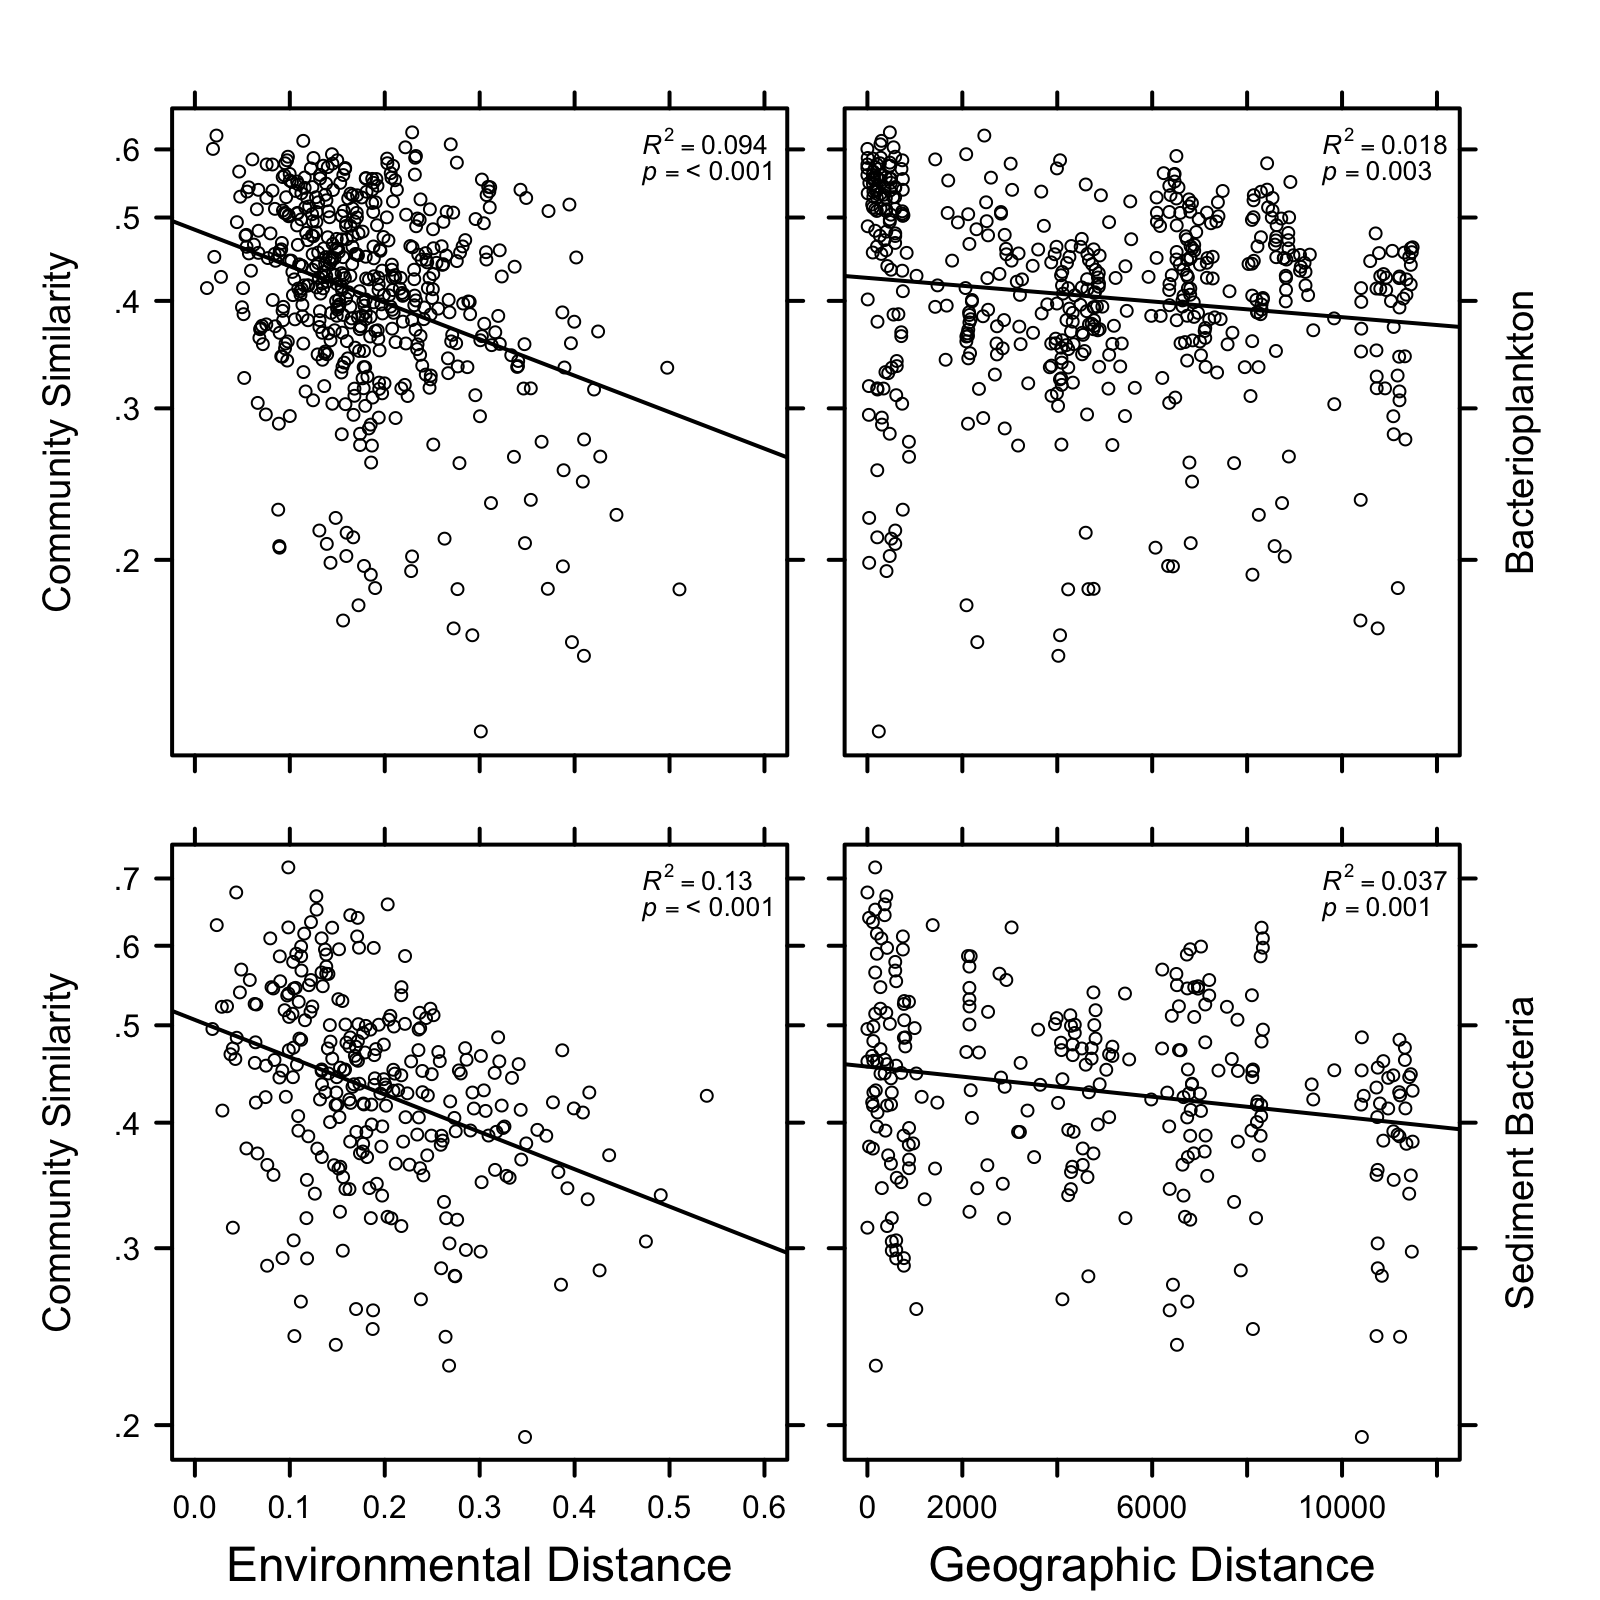 R2 = 0.094
p = < 0.001
R2 = 0.018
p = 0.003
.6
.5
.4
.3
.2
Community Similarity
Bacterioplankton
R2 = 0.13
p = < 0.001
R2 = 0.037
p = 0.001
.7
.6
.5
.4
.3
.2
Community Similarity
Sediment Bacteria
0.0 0.1 0.2 0.3 0.4 0.5 0.6
0 2000 6000 10000
Environmental Distance
Geographic Distance